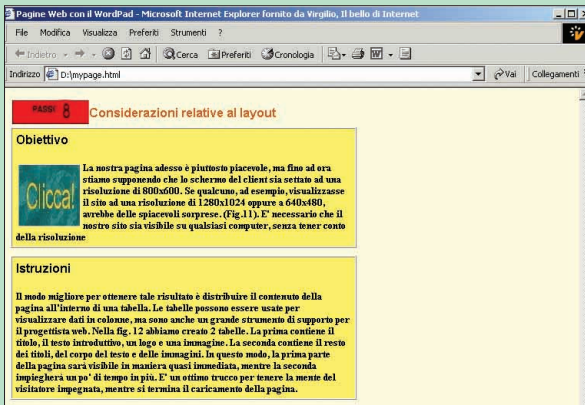 Pagine Web con il WordPad - Microsoft Internet Explorer fornito da Virgilio, Il bello di Internet
File Modifica Visualizza Preferiti Strumenti ?
Indietro Cerca Preferiti Cronologia
Indirizzo D:\mypage.html Vai Collegamenti
PASSO 8 Considerazioni relative al layout
Obiettivo
Clicca!
La nostra pagina adesso è piuttosto piacevole, ma fino ad ora
stiamo supponendo che lo schermo del client sia settato ad una
risoluzione di 800x600. Se qualcuno, ad esempio, visualizzasse
il sito ad una risoluzione di 1280x1024 oppure a 640x480,
avrebbe delle spiacevoli sorprese. (Fig.11). E' necessario che il
nostro sito sia visibile su qualsiasi computer, senza tener conto
della risoluzione
Istruzioni
Il modo migliore per ottenere tale risultato è distribuire il contenuto della
pagina all'interno di una tabella. Le tabelle possono essere usate per
visualizzare dati in colonne, ma sono anche un grande strumento di supporto per
il progettista web. Nella fig. 12 abbiamo creato 2 tabelle. La prima contiene il
titolo, il testo introduttivo, un logo e una immagine. La seconda contiene il resto
dei titoli, del corpo del testo e delle immagini. In questo modo, la prima parte
della pagina sarà visibile in maniera quasi immediata, mentre la seconda
impiegherà un po' di tempo in più. E' un ottimo trucco per tenere la mente del
visitatore impegnata, mentre si termina il caricamento della pagina.